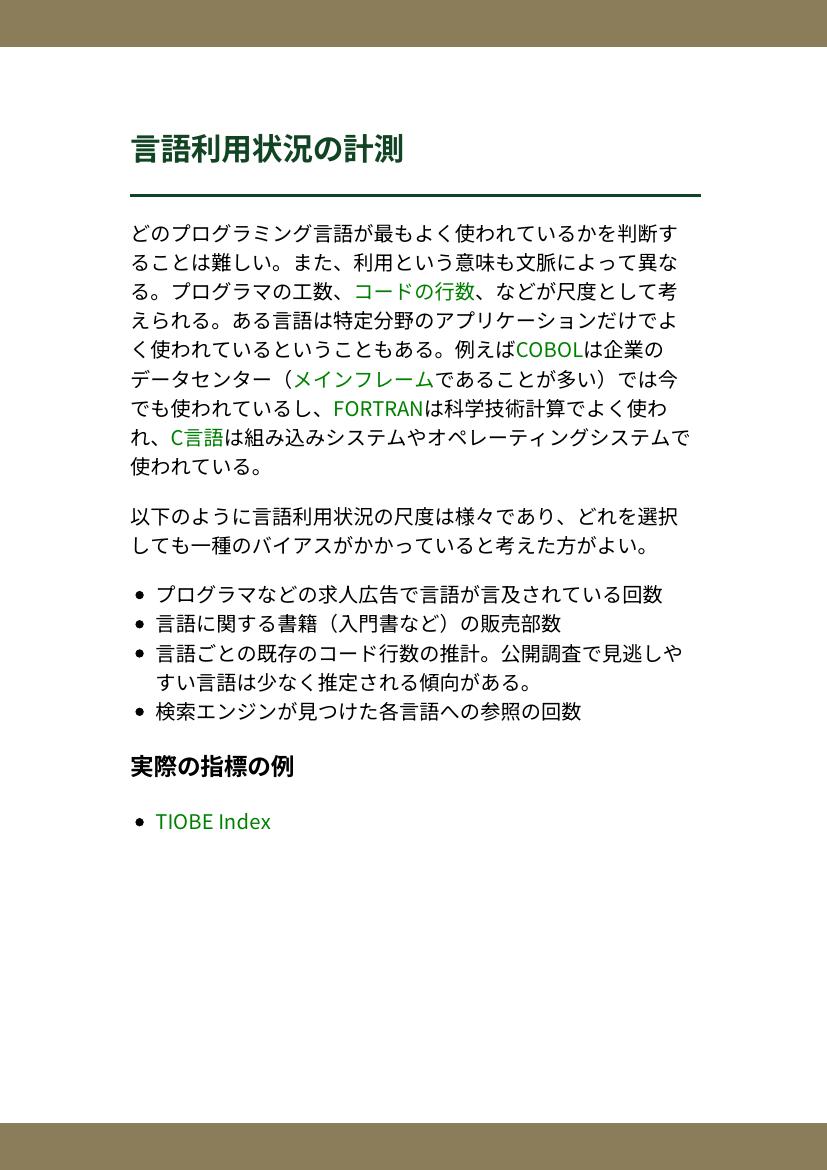 言語利用状況の計測
どのプログラミング言語が最もよく使われているかを判断す
ることは難しい。また、利用という意味も文脈によって異な
る。プログラマの工数、コードの行数、などが尺度として考
えられる。ある言語は特定分野のアプリケーションだけでよ
く使われているということもある。例えばCOBOLは企業の
データセンター（メインフレームであることが多い）では今
でも使われているし、FORTRANは科学技術計算でよく使わ
れ、C言語は組み込みシステムやオペレーティングシステムで
使われている。
以下のように言語利用状況の尺度は様々であり、どれを選択
しても一種のバイアスがかかっていると考えた方がよい。
• プログラマなどの求人広告で言語が言及されている回数
• 言語に関する書籍（入門書など）の販売部数
• 言語ごとの既存のコード行数の推計。公開調査で見逃しや
すい言語は少なく推定される傾向がある。
• 検索エンジンが見つけた各言語への参照の回数
実際の指標の例
• TIOBE Index